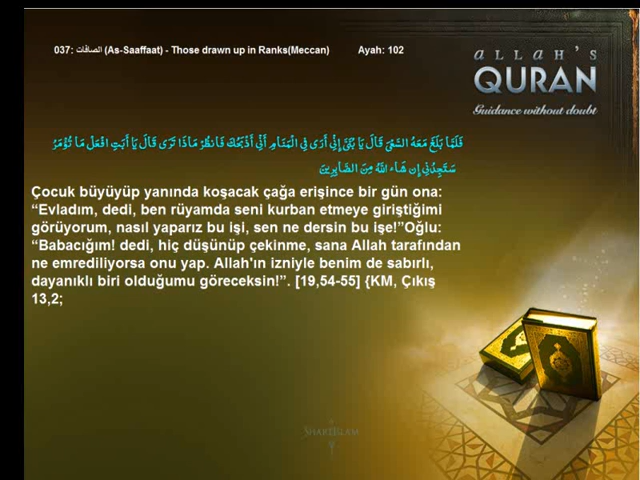 037: الصافات (As-Saaffaat) - Those drawn up in Ranks(Meccan) Ayah: 102
ALLAH'S
QURAN
Guidance without doubt
فَلَمَّا بَلَغَ مَعَهُ السَّعْيَ قَالَ يَا بُنَيَّ إِنِّي أَرَى فِي الْمَنَامِ أَنِّي أَذْبَحُكَ فَانظُرْ مَاذَا تَرَى قَالَ يَا أَبَتِ افْعَلْ مَا تُؤْمَرُ
سَتَجِدُنِي إِن شَاء اللَّهُ مِنَ الصَّابِرِينَ
Çocuk büyüyüp yanında koşacak çağa erişince bir gün ona:
“Evladım, dedi, ben rüyamda seni kurban etmeye giriştiğimi
görüyorum, nasıl yaparız bu işi, sen ne dersin bu işe!”Oğlu:
“Babacığım! dedi, hiç düşünüp çekinme, sana Allah tarafından
ne emrediliyorsa onu yap. Allah'ın izniyle benim de sabırlı,
dayanıklı biri olduğumu göreceksin!”. [19,54-55] {KM, Çıkış
13,2;
SHAREISLAM